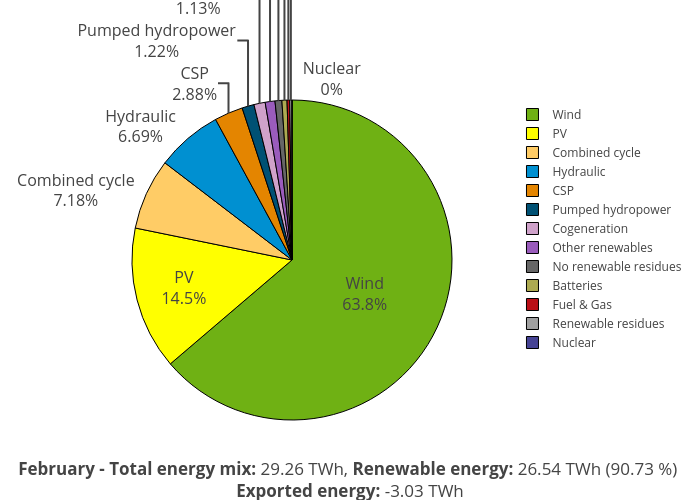 1.13%
Pumped hydropower
1.22%
CSP
2.88%
Nuclear
0%
Hydraulic
6.69%
Combined cycle
7.18%
PV
14.5%
Wind
63.8%
Wind
PV
Combined cycle
Hydraulic
CSP
Pumped hydropower
Cogeneration
Other renewables
No renewable residues
Batteries
Fuel & Gas
Renewable residues
Nuclear
February - Total energy mix: 29.26 TWh, Renewable energy: 26.54 TWh (90.73 %)
Exported energy: -3.03 TWh